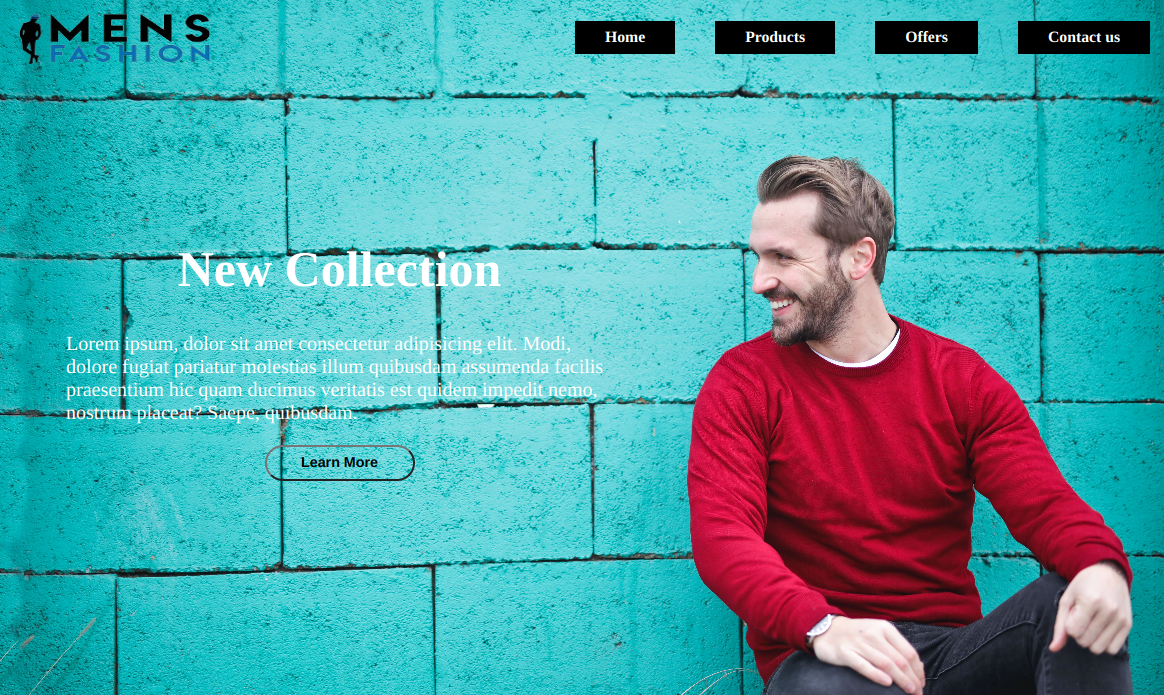 MENS
FASHION
Home
Products
Offers
Contact us
New Collection
Lorem ipsum, dolor sit amet consectetur adipisicing elit. Modi,
dolore fugiat pariatur molestias illum quibusdam assumenda facilis
praesentium hic quam ducimus veritatis est quidem impedit nemo,
nostrum placeat? Saepe, quibusdam.
Learn More